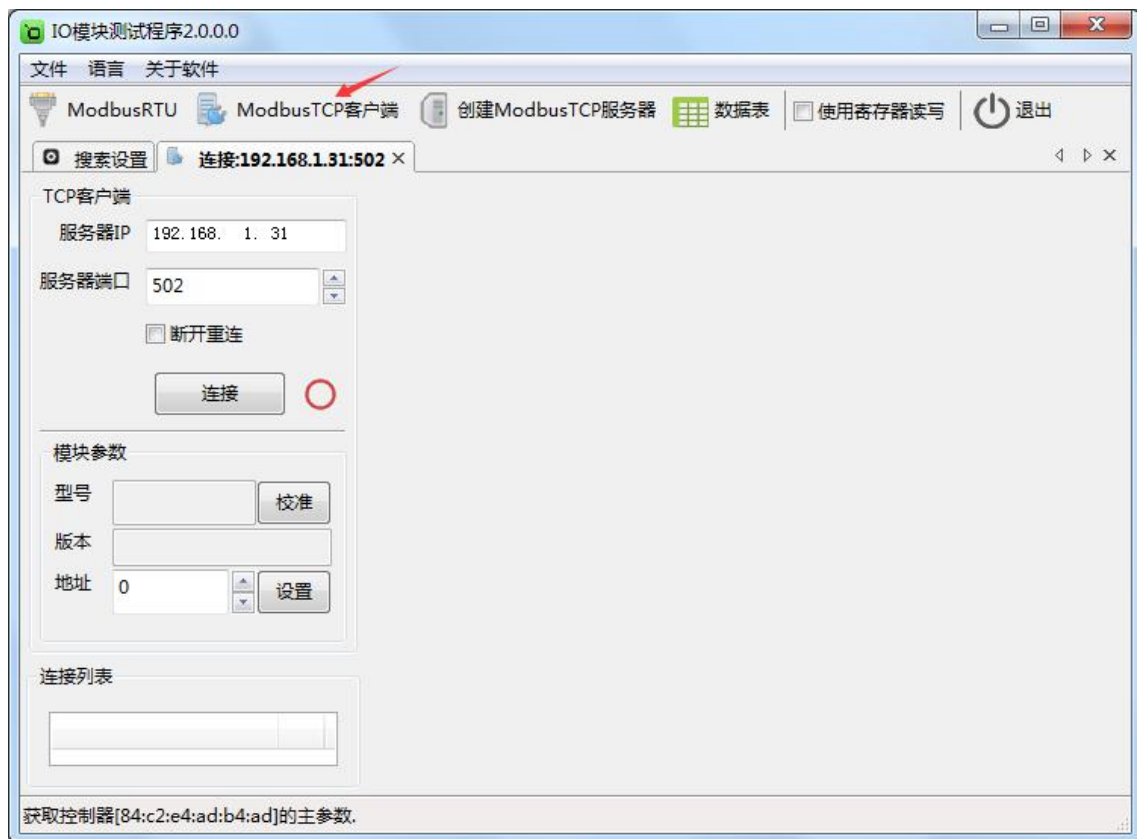 IO模块测试程序2.0.0.0
文件 语言 关于软件
ModbusRTU ModbusTCP客户端 创建ModbusTCP服务器 数据表 使用寄存器读写 退出
搜索设置 连接:192.168.1.31:502
TCP客户端
服务器IP 192.168. 1. 31
服务器端口 502
断开重连
连接
模块参数
型号 校准
版本
地址 0 设置
连接列表
获取控制器[84:c2:e4:ad:b4:ad]的主参数.